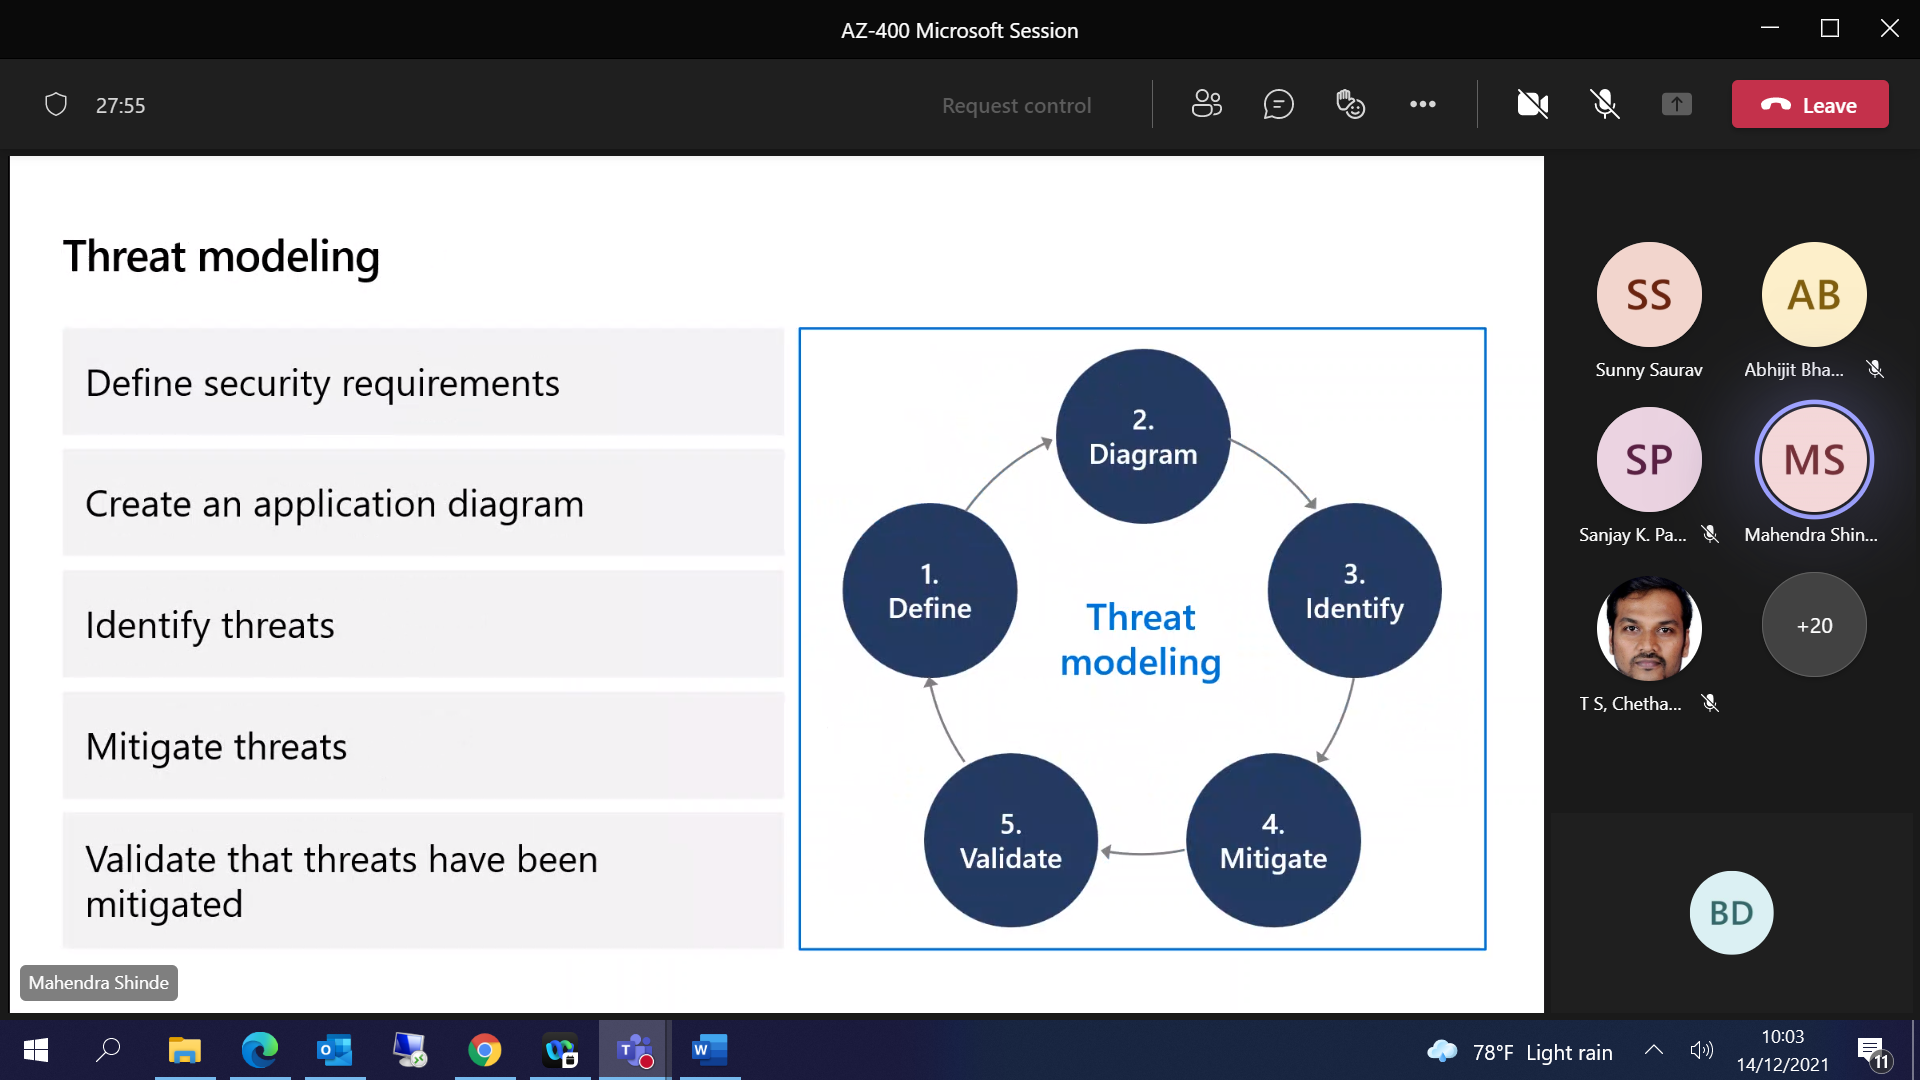 AZ-400 Microsoft Session
27:55
Request control
Leave
Threat modeling
Define security requirements
Create an application diagram
Identify threats
Mitigate threats
Validate that threats have been
mitigated
2.
Diagram
1.
Define
3.
Identify
Threat
modeling
5.
Validate
4.
Mitigate
Mahendra Shinde
SS
Sunny Saurav
AB
Abhijit Bha...
SP
Sanjay K. Pa...
MS
Mahendra Shin...
T S, Chetha...
+20
BD
O
T
W
78°F Light rain
10:03
14/12/2021
11